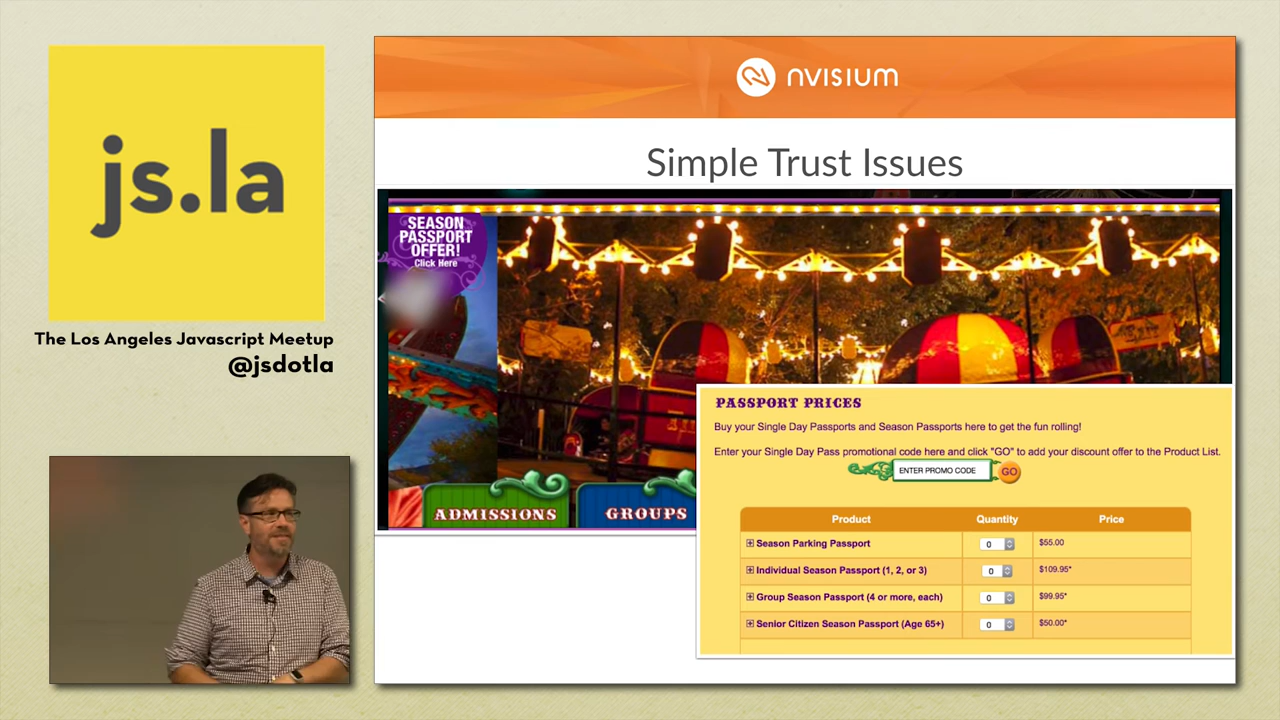 js.la
The Los Angeles Javascript Meetup
@jsdotla
nVISIUM
Simple Trust Issues
SEASON
PASSPORT
OFFER!
Click Here
ADMISSIONS
GROUPS
PASSPORT PRICES
Buy your Single Day Passports and Season Passports here to get the fun rolling!
Enter your Single Day Pass promotional code here and click "GO" to add your discount offer to the Product List.
ENTER PROMO CODE GO
Product Quantity Price
Season Parking Passport 0 $55.00
Individual Season Passport (1, 2, or 3) 0 $109.95*
Group Season Passport (4 or more, each) 0 $99.95*
Senior Citizen Season Passport (Age 65+) 0 $50.00*